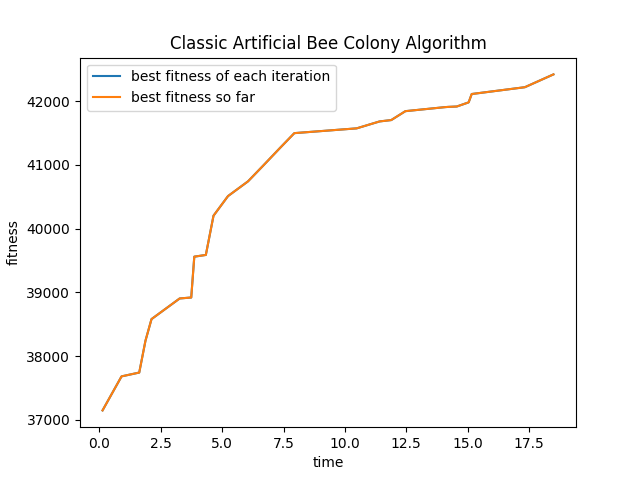 Classic Artificial Bee Colony Algorithm
best fitness of each iteration
best fitness so far
fitness
42000
41000
40000
39000
38000
37000
0.0 2.5 5.0 7.5 10.0 12.5 15.0 17.5
time